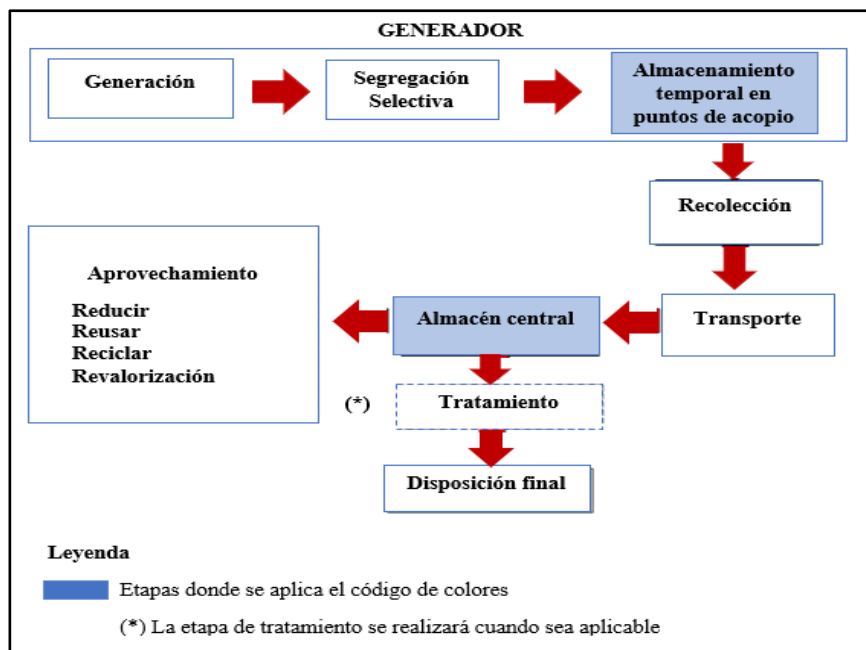 GENERADOR
Generación
Segregación
Selectiva
Almacenamiento
temporal en
puntos de acopio
Recolección
Transporte
Almacén central
Aprovechamiento
Reducir
Reusar
Reciclar
Revalorización
(*)
Tratamiento
Disposición final
Leyenda
Etapas donde se aplica el código de colores
(*) La etapa de tratamiento se realizará cuando sea aplicable